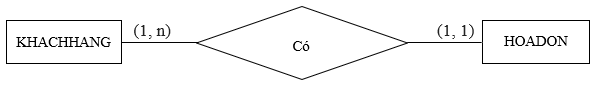 KHACHHANG (1, n) Có (1, 1) HOADON